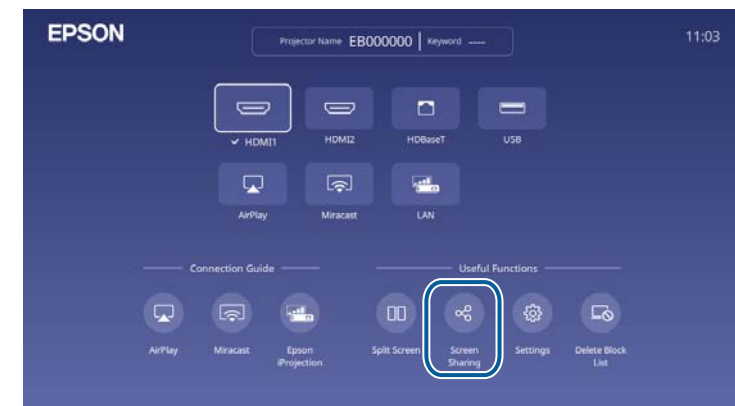 EPSON
Projector Name EB000000 | Keyword ----
11:03
HDMI1
HDMI2
HDBaseT
USB
AirPlay
Miracast
LAN
Connection Guide
Useful Functions
AirPlay
Miracast
Epson
iProjection
Split Screen
Screen
Sharing
Settings
Delete Block
List